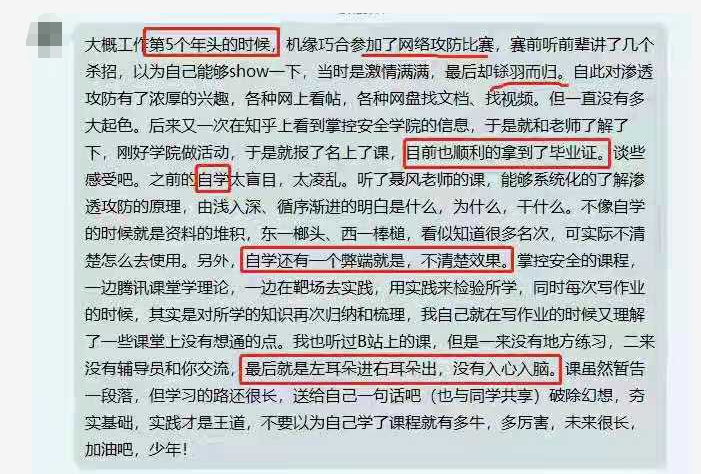 大概工作第5个年头的时候，机缘巧合参加了网络攻防比赛，赛前听前辈讲了几个
杀招，以为自己能够show一下，当时是激情满满，最后却铩羽而归。自此对渗透
攻防有了浓厚的兴趣，各种网上看帖，各种网盘找文档、找视频。但一直没有多
大起色。后来又一次在知乎上看到掌控安全学院的信息，于是就和老师了解了
下，刚好学院做活动，于是就报了名上了课，目前也顺利的拿到了毕业证。谈些
感受吧。之前的自学太盲目，太凌乱。听了聂风老师的课，能够系统化的了解渗
透攻防的原理，由浅入深、循序渐进的明白是什么，为什么，干什么。不像自学
的时候就是资料的堆积，东一榔头、西一棒槌，看似知道很多名次，可实际不清
楚怎么去使用。另外，自学还有一个弊端就是，不清楚效果。掌控安全的课程，
一边腾讯课堂学理论，一边在靶场去实践，用实践来检验所学，同时每次写作业
的时候，其实是对所学的知识再次归纳和梳理，我自己就在写作业的时候又理解
了一些课堂上没有想通的点。我也听过B站上的课，但是一来没有地方练习，二来
没有辅导员和你交流，最后就是左耳朵进右耳朵出，没有入心入脑。课虽然暂告
一段落，但学习的路还很长，送给自己一句话吧（也与同学共享）破除幻想，夯
实基础，实践才是王道，不要以为自己学了课程就有多牛，多厉害，未来很长，
加油吧，少年！